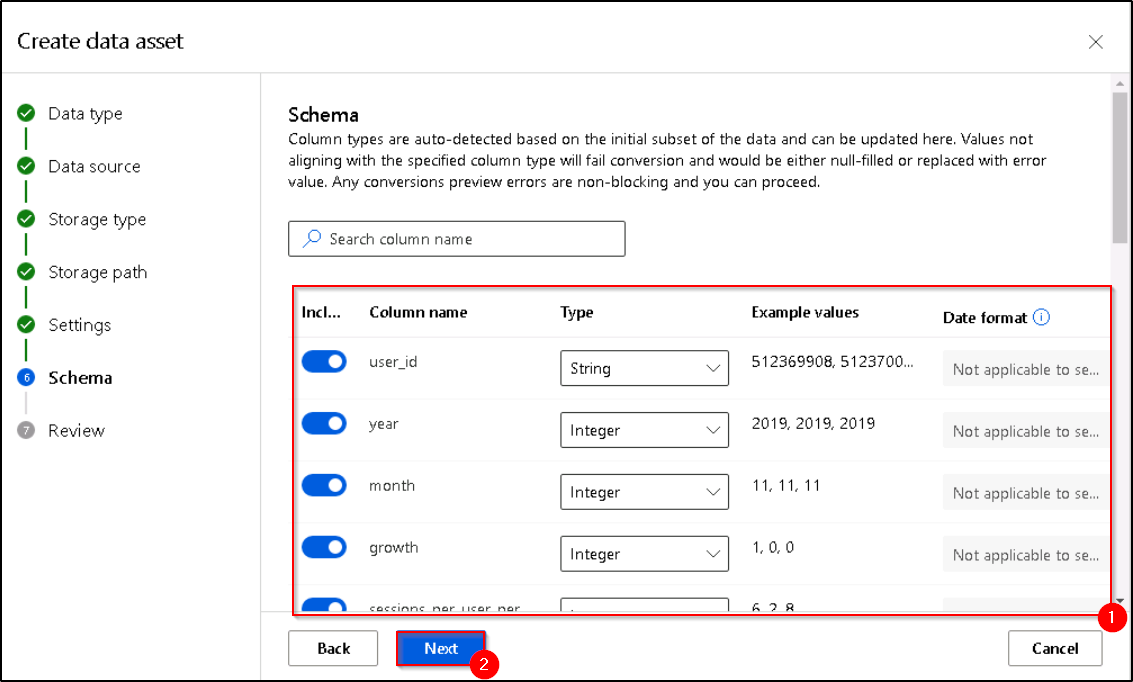 Create data asset
Data type
Data source
Storage type
Storage path
Settings
6 Schema
7 Review
Schema
Column types are auto-detected based on the initial subset of the data and can be updated here. Values not
aligning with the specified column type will fail conversion and would be either null-filled or replaced with error
value. Any conversions preview errors are non-blocking and you can proceed.
Search column name
Incl... Column name Type Example values Date format
user_id String 512369908, 5123700... Not applicable to se...
year Integer 2019, 2019, 2019 Not applicable to se...
month Integer 11, 11, 11 Not applicable to se...
growth Integer 1, 0, 0 Not applicable to se...
sessions_per_user_per 6, 2, 8
1
Back Next Cancel
2